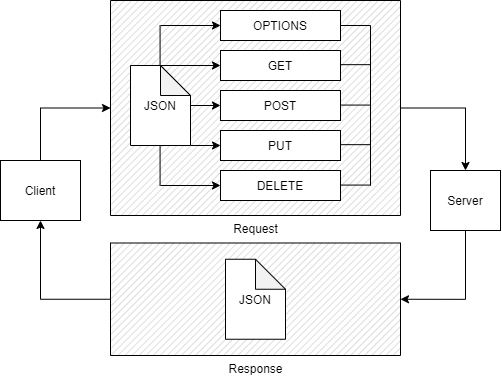 OPTIONS
GET
JSON
POST
PUT
DELETE
Client
Server
Request
JSON
Response